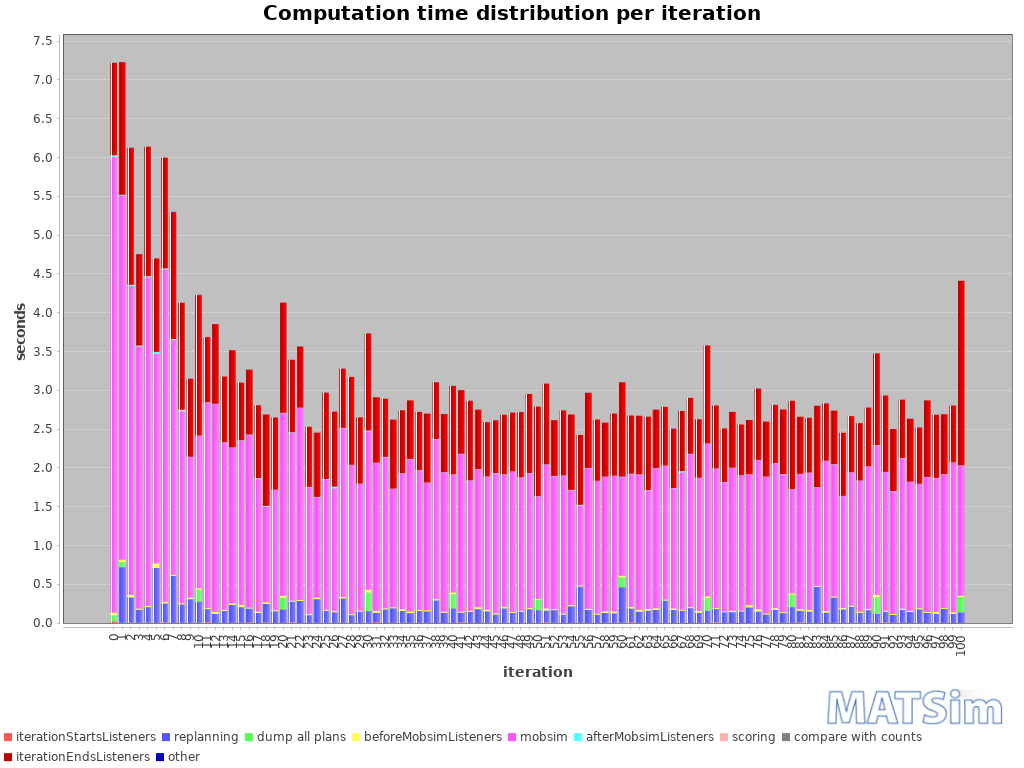 Computation time distribution per iteration
7.5
7.0
6.5
6.0
5.5
5.0
4.5
4.0
3.5
3.0
2.5
2.0
1.5
1.0
0.5
0.0
seconds
0 1 2 3 4 5 6 7 8 9 10 11 12 13 14 15 16 17 18 19 20 21 22 23 24 25 26 27 28 29 30 31 32 33 34 35 36 37 38 39 40 41 42 43 44 45 46 47 48 49 50 51 52 53 54 55 56 57 58 59 60 61 62 63 64 65 66 67 68 69 70 71 72 73 74 75 76 77 78 79 80 81 82 83 84 85 86 87 88 89 90 91 92 93 94 95 96 97 98 99 100
iteration
MATSim
iterationStartsListeners replanning dump all plans beforeMobsimListeners mobsim afterMobsimListeners scoring compare with counts
iterationEndsListeners other